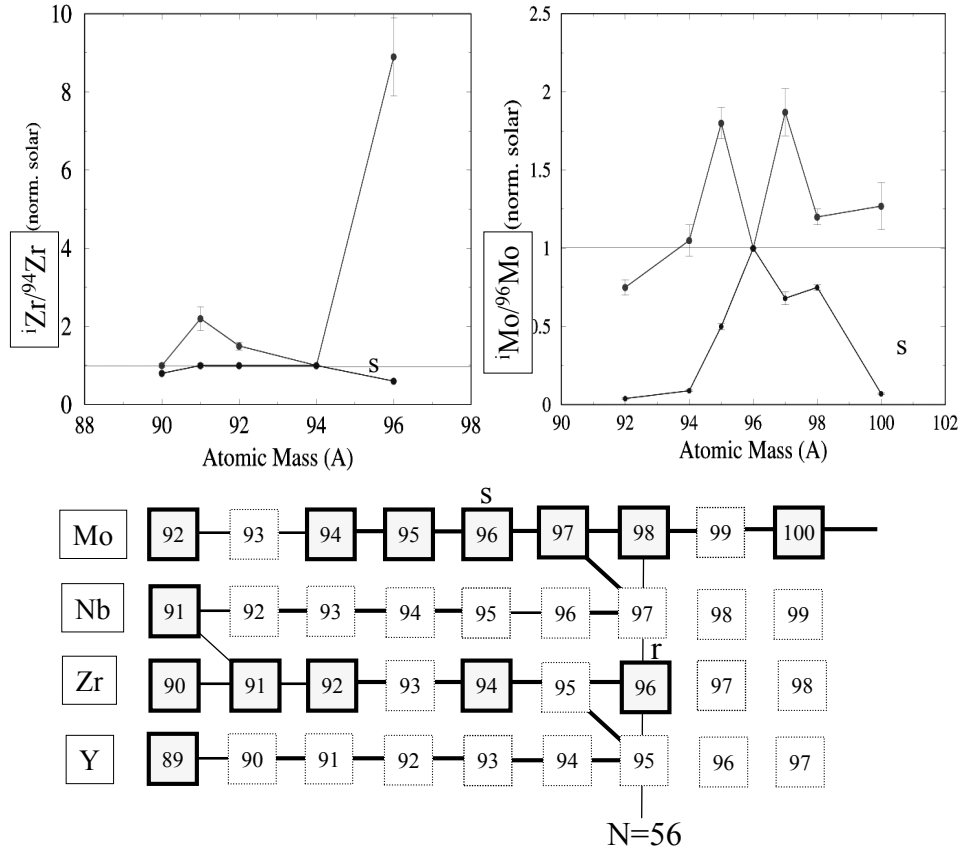 10
8
6
4
2
0
88 90 92 94 96 98
Atomic Mass (A)
ⁱZr/⁹⁴Zr (norm. solar)
s
2.5
2
1.5
1
0.5
0
90 92 94 96 98 100 102
Atomic Mass (A)
ⁱMo/⁹⁶Mo (norm. solar)
s
s
Mo 92 93 94 95 96 97 98 99 100
Nb 91 92 93 94 95 96 97 98 99
r
Zr 90 91 92 93 94 95 96 97 98
Y 89 90 91 92 93 94 95 96 97
N=56